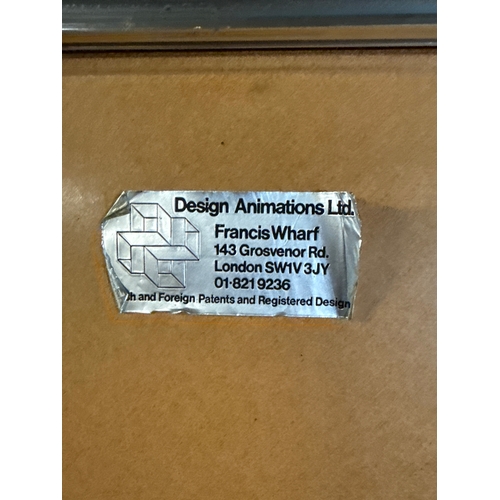 Design Animations Ltd.
Francis Wharf
143 Grosvenor Rd.
London SW1V 3JY
01·821 9236
and Foreign Patents and Registered Design